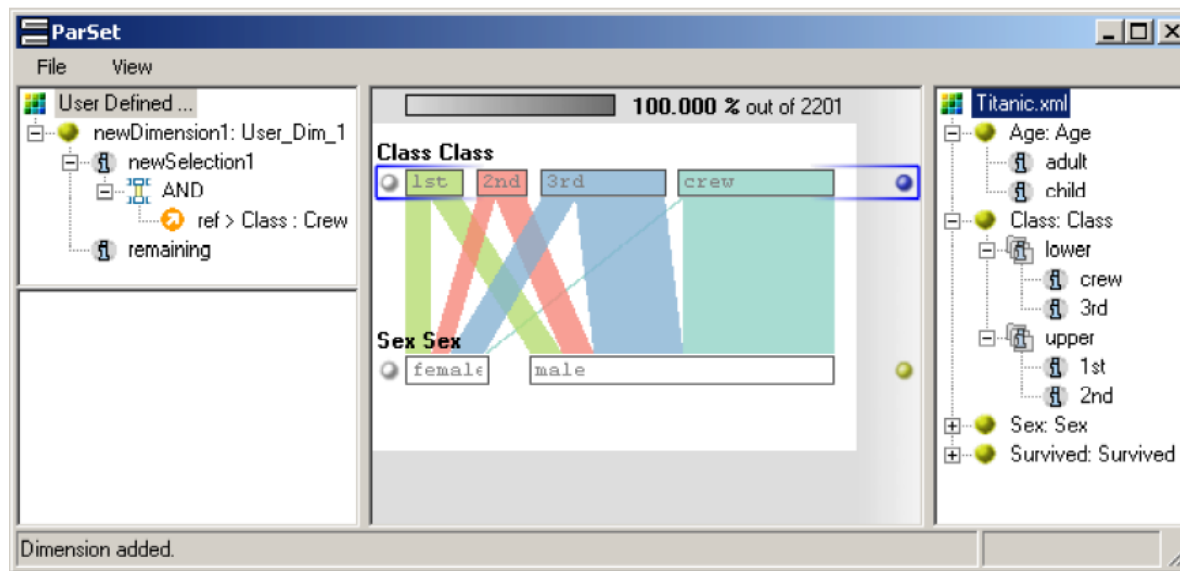 ParSet
File View
User Defined ...
newDimension1: User_Dim_1
newSelection1
AND
ref > Class : Crew
remaining
100.000 % out of 2201
Class Class
1st 2nd 3rd crew
Sex Sex
female male
Titanic.xml
Age: Age
adult
child
Class: Class
lower
crew
3rd
upper
1st
2nd
Sex: Sex
Survived: Survived
Dimension added.